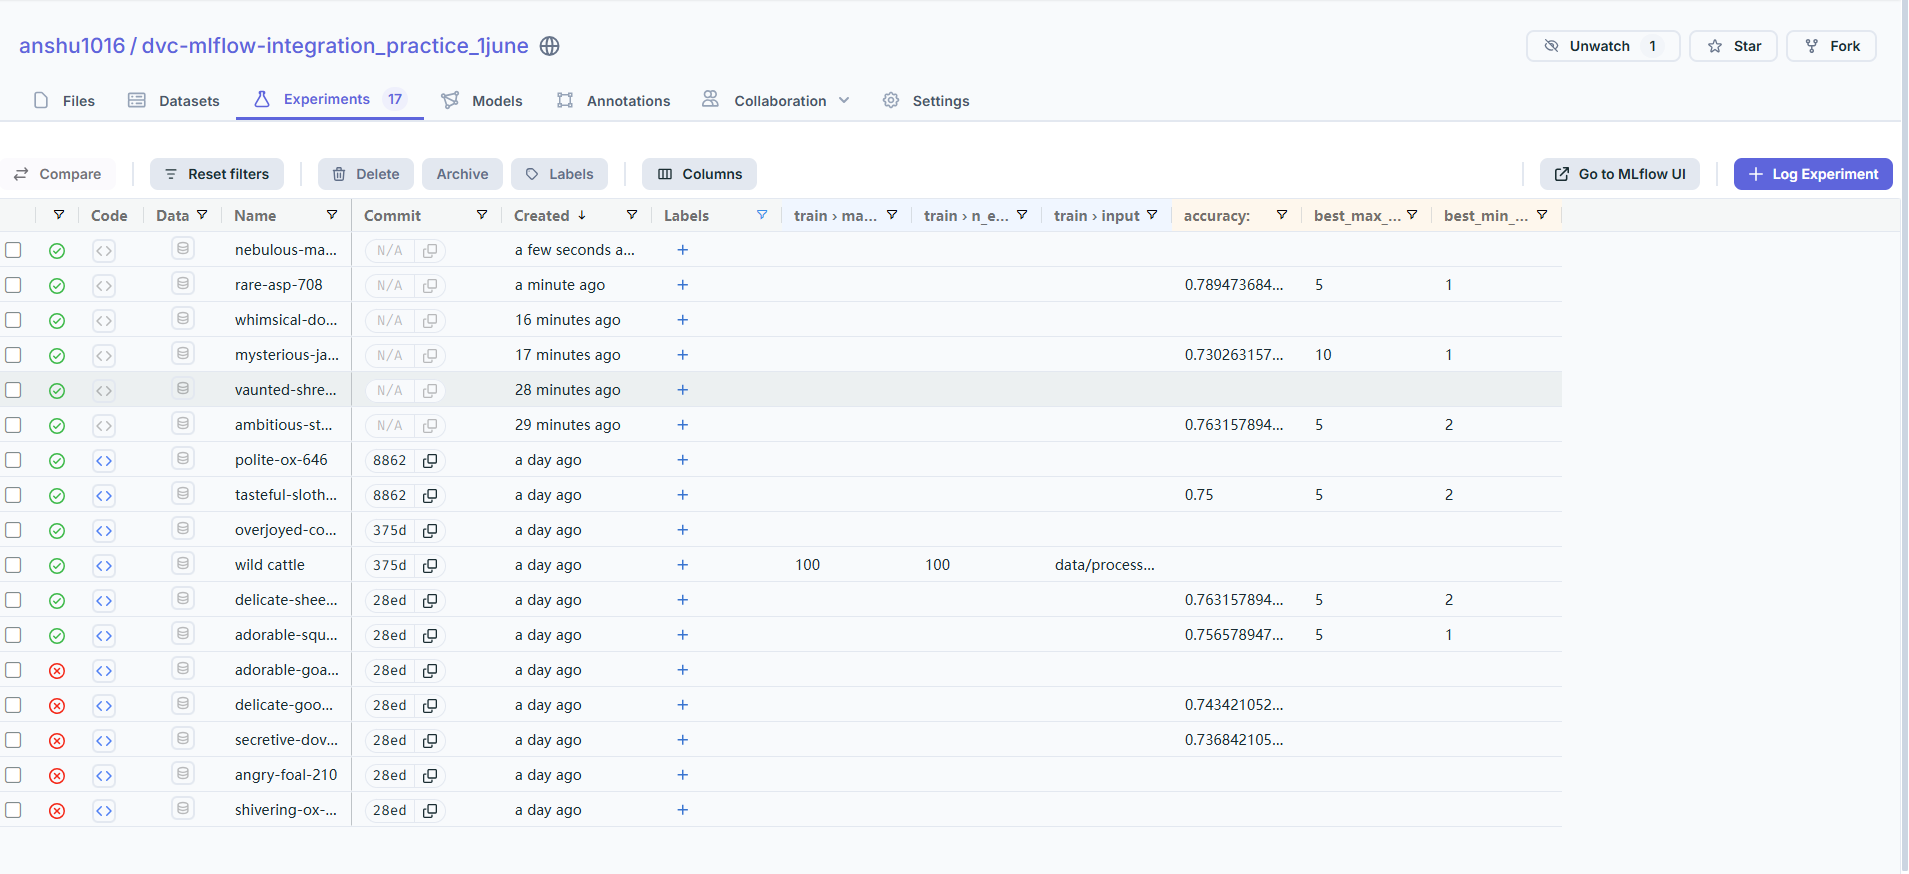 anshu1016 / dvc-mlflow-integration_practice_1june
Unwatch 1 Star Fork
Files Datasets Experiments 17 Models Annotations Collaboration Settings
Compare Reset filters Delete Archive Labels Columns Go to MLflow UI + Log Experiment
Code Data Name Commit Created ↓ Labels train › ma... train › n_e... train › input accuracy: best_max_... best_min_...
nebulous-ma... N/A a few seconds a... +
rare-asp-708 N/A a minute ago + 0.789473684... 5 1
whimsical-do... N/A 16 minutes ago +
mysterious-ja... N/A 17 minutes ago + 0.730263157... 10 1
vaunted-shre... N/A 28 minutes ago +
ambitious-st... N/A 29 minutes ago + 0.763157894... 5 2
polite-ox-646 8862 a day ago +
tasteful-sloth... 8862 a day ago + 0.75 5 2
overjoyed-co... 375d a day ago +
wild cattle 375d a day ago + 100 100 data/process...
delicate-shee... 28ed a day ago + 0.763157894... 5 2
adorable-squ... 28ed a day ago + 0.756578947... 5 1
adorable-goa... 28ed a day ago +
delicate-goo... 28ed a day ago + 0.743421052...
secretive-dov... 28ed a day ago + 0.736842105...
angry-foal-210 28ed a day ago +
shivering-ox-... 28ed a day ago +